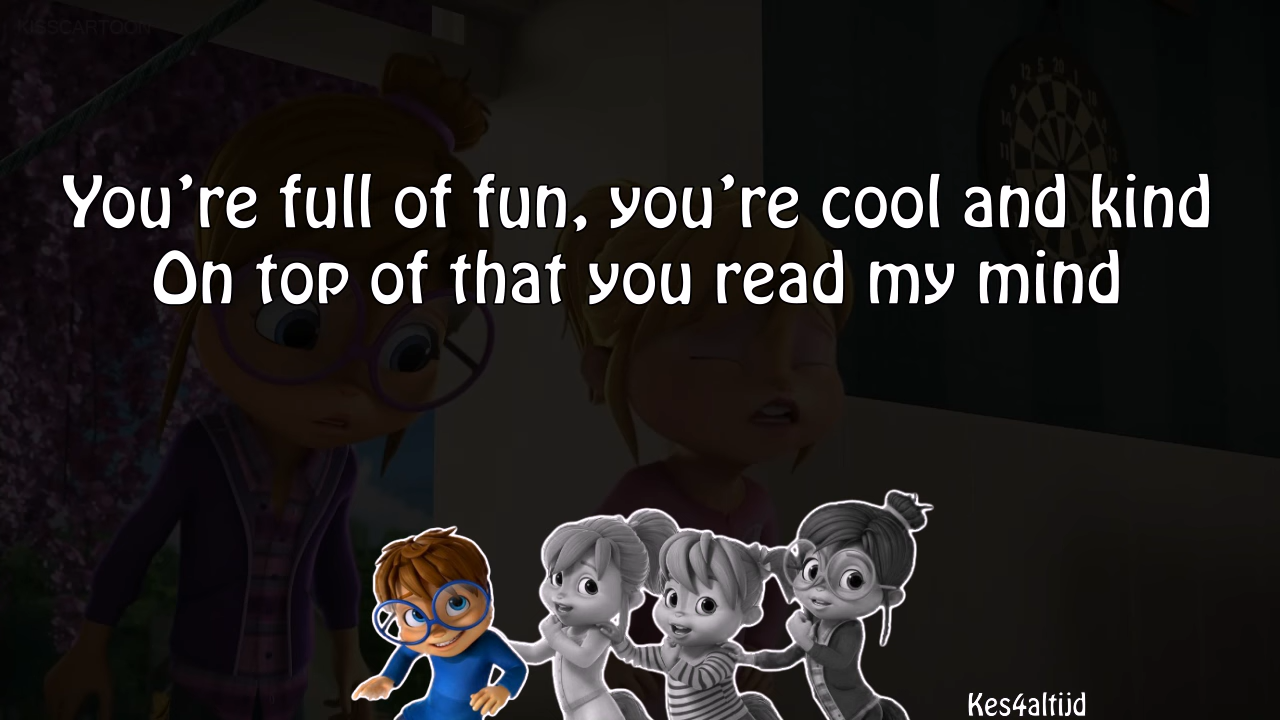 KISSCARTOON
You're full of fun, you're cool and kind
On top of that you read my mind
Kes4altijd